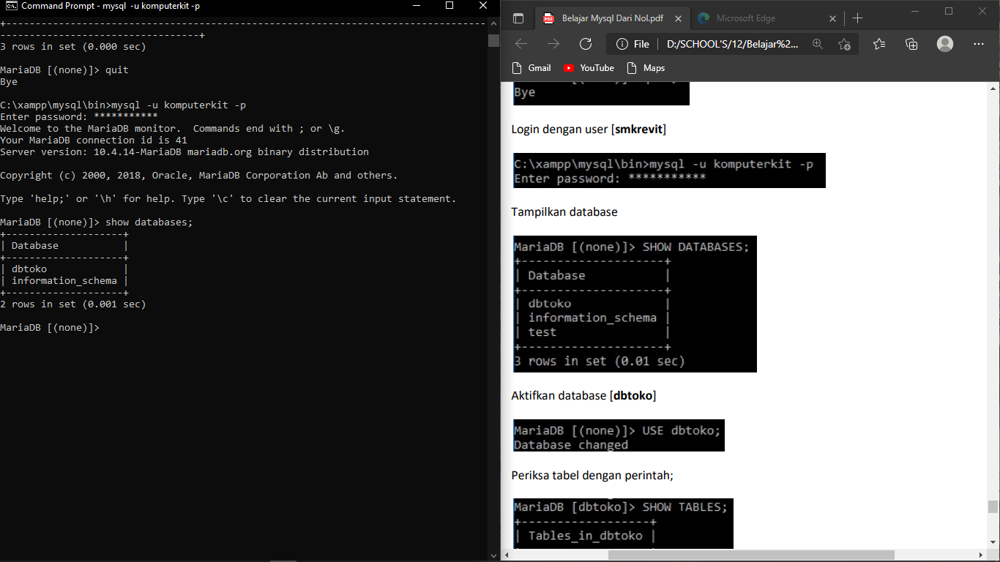 Command Prompt - mysql -u komputerkit -p
+----------------------------------------------------------------------------------
----------------------------------+
3 rows in set (0.000 sec)
MariaDB [(none)]> quit
Bye
C:\xampp\mysql\bin>mysql -u komputerkit -p
Enter password: ***********
Welcome to the MariaDB monitor.  Commands end with ; or \g.
Your MariaDB connection id is 41
Server version: 10.4.14-MariaDB mariadb.org binary distribution
Copyright (c) 2000, 2018, Oracle, MariaDB Corporation Ab and others.
Type 'help;' or '\h' for help. Type '\c' to clear the current input statement.
MariaDB [(none)]> show databases;
+--------------------+
| Database           |
+--------------------+
| dbtoko             |
| information_schema |
+--------------------+
2 rows in set (0.001 sec)
MariaDB [(none)]>
Belajar Mysql Dari Nol.pdf
Microsoft Edge
File
D:/SCHOOL'S/12/Belajar%2...
Gmail
YouTube
Maps
Bye
Login dengan user [smkrevit]
C:\xampp\mysql\bin>mysql -u komputerkit -p
Enter password: ***********
Tampilkan database
MariaDB [(none)]> SHOW DATABASES;
+--------------------+
| Database           |
+--------------------+
| dbtoko             |
| information_schema |
| test               |
+--------------------+
3 rows in set (0.01 sec)
Aktifkan database [dbtoko]
MariaDB [(none)]> USE dbtoko;
Database changed
Periksa tabel dengan perintah;
MariaDB [dbtoko]> SHOW TABLES;
+------------------+
| Tables_in_dbtoko |